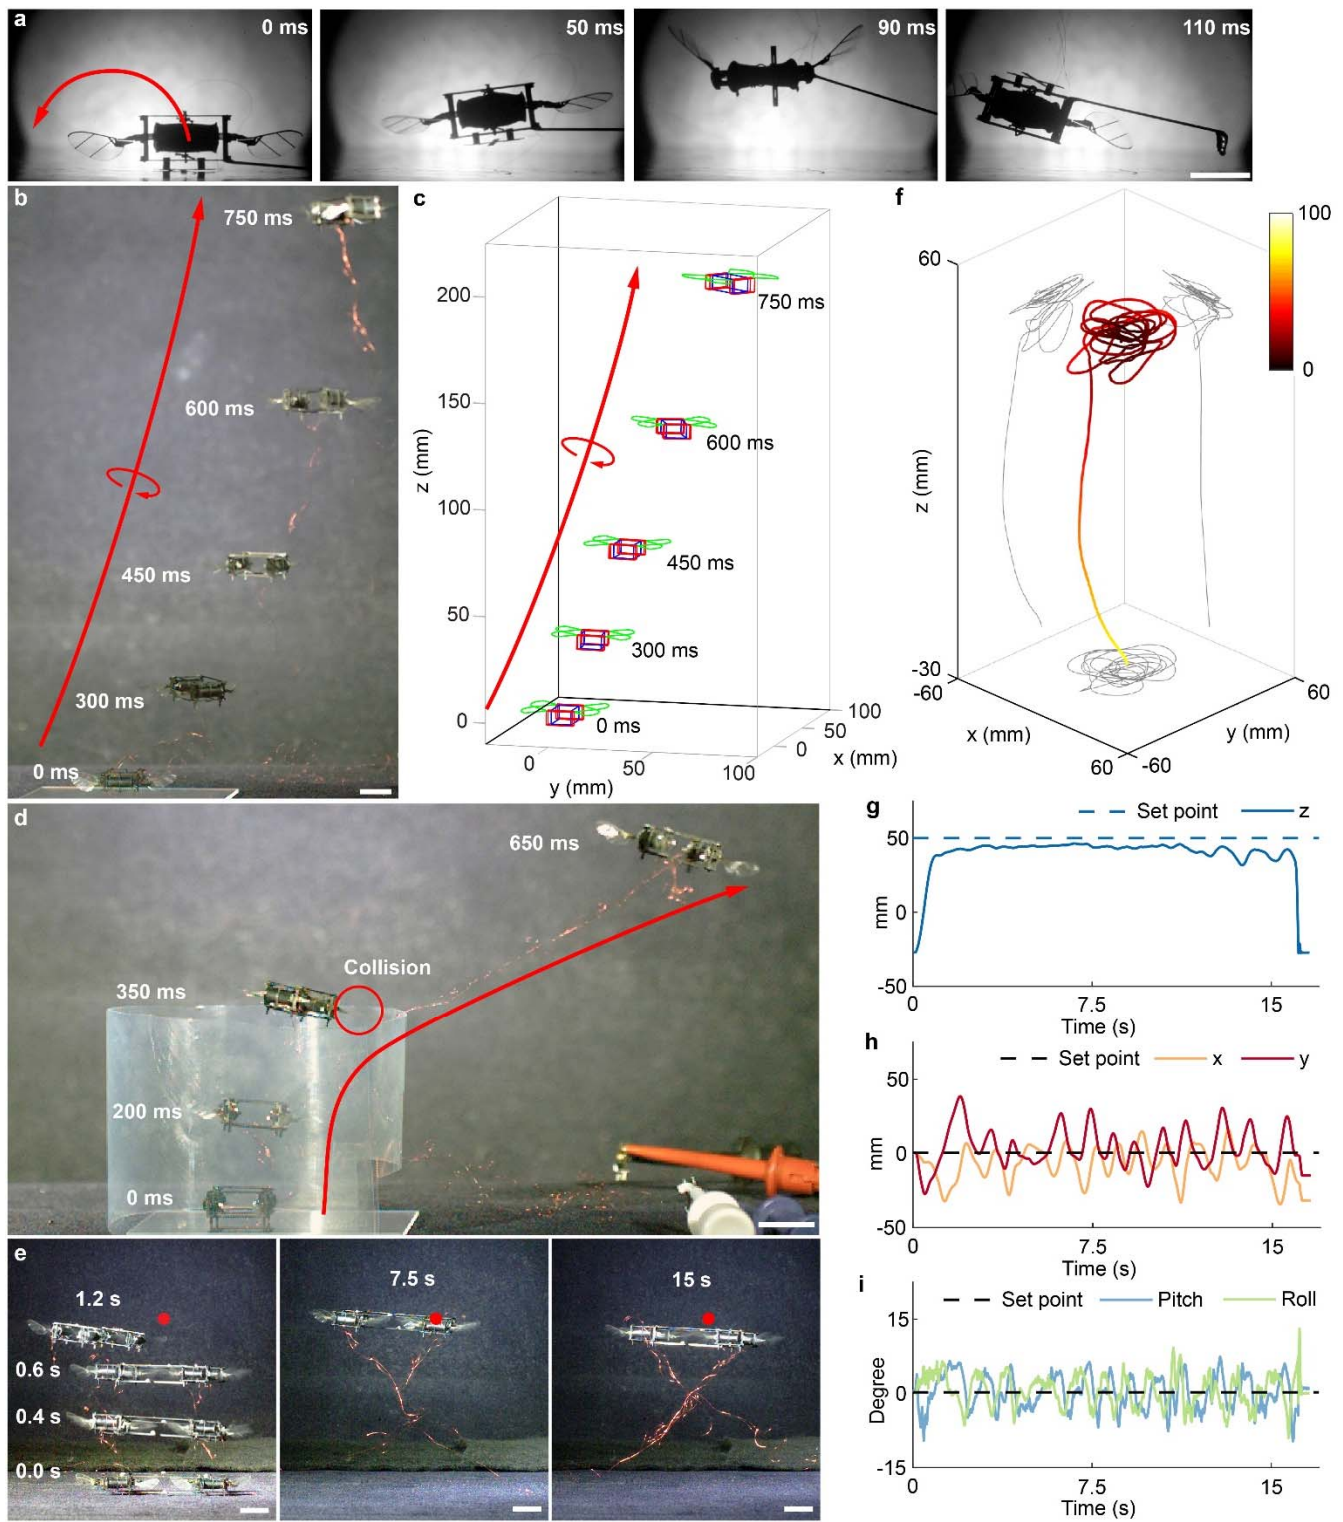 a
0 ms
50 ms
90 ms
110 ms
b
750 ms
600 ms
450 ms
300 ms
0 ms
c
200
150
100
50
0
z (mm)
750 ms
600 ms
450 ms
300 ms
0 ms
0
50
100
y (mm)
0
50
100
x (mm)
f
100
0
60
z (mm)
-30
-60
60
x (mm)
60
-60
y (mm)
d
650 ms
Collision
350 ms
200 ms
0 ms
e
1.2 s
0.6 s
0.4 s
0.0 s
7.5 s
15 s
g
Set point
z
50
0
-50
mm
0
7.5
15
Time (s)
h
Set point
x
y
50
0
-50
mm
0
7.5
15
Time (s)
i
Set point
Pitch
Roll
15
0
-15
Degree
0
7.5
15
Time (s)